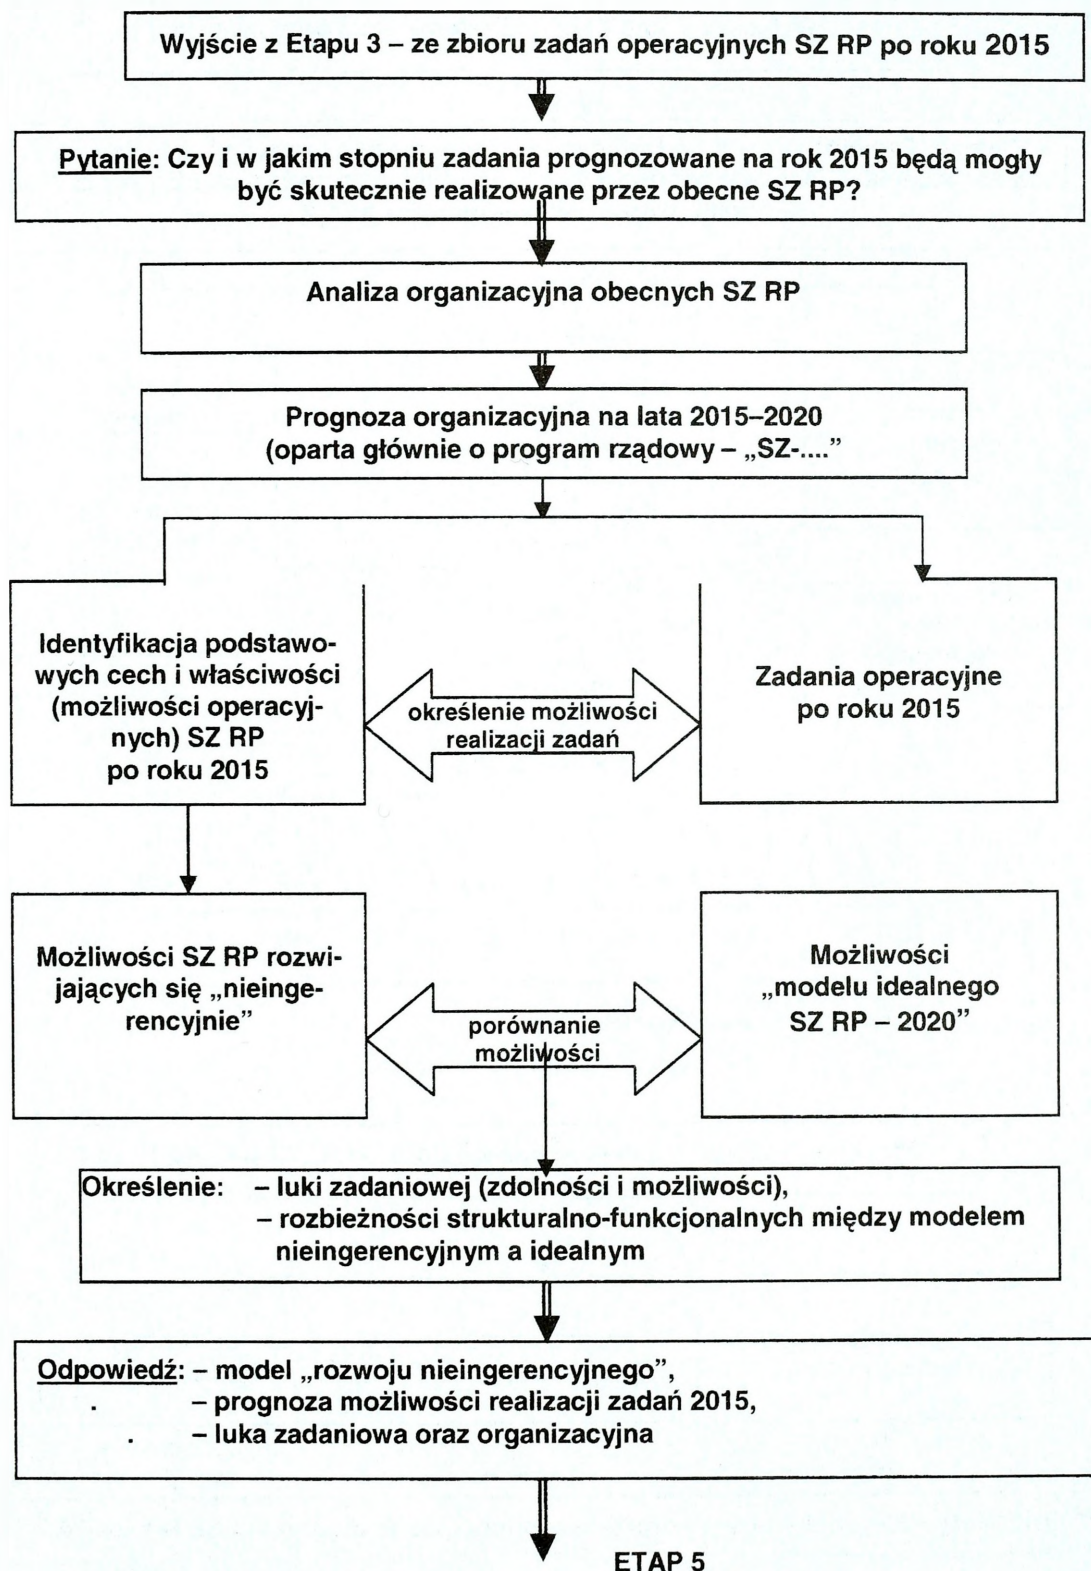 Wyjście z Etapu 3 – ze zbioru zadań operacyjnych SZ RP po roku 2015
Pytanie: Czy i w jakim stopniu zadania prognozowane na rok 2015 będą mogły
być skutecznie realizowane przez obecne SZ RP?
Analiza organizacyjna obecnych SZ RP
Prognoza organizacyjna na lata 2015–2020
(oparta głównie o program rządowy – „SZ-....”
Identyfikacja podstawo-
wych cech i właściwości
(możliwości operacyj-
nych) SZ RP
po roku 2015
określenie możliwości
realizacji zadań
Zadania operacyjne
po roku 2015
Możliwości SZ RP rozwi-
jających się „nieinge-
rencyjnie”
porównanie
możliwości
Możliwości
„modelu idealnego
SZ RP – 2020”
Określenie: – luki zadaniowej (zdolności i możliwości),
– rozbieżności strukturalno-funkcjonalnych między modelem
nieingerencyjnym a idealnym
Odpowiedź: – model „rozwoju nieingerencyjnego”,
– prognoza możliwości realizacji zadań 2015,
– luka zadaniowa oraz organizacyjna
ETAP 5